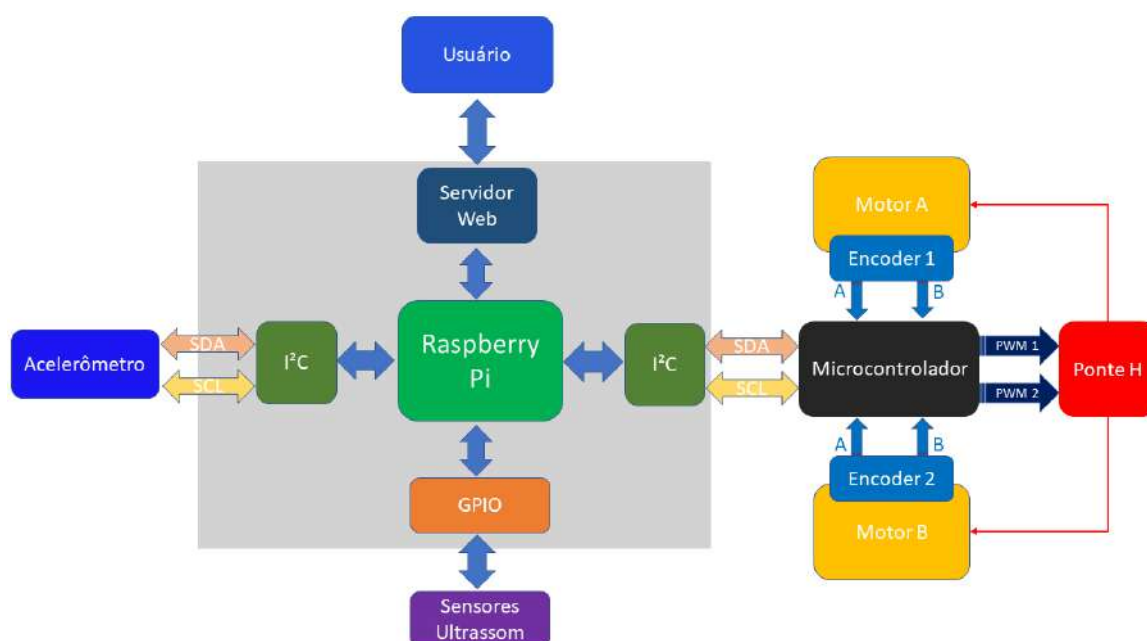 Usuário
Servidor
Web
Motor A
Encoder 1
A
B
Acelerômetro
SDA
SCL
I²C
Raspberry
Pi
I²C
SDA
SCL
Microcontrolador
PWM 1
PWM 2
Ponte H
A
B
Encoder 2
Motor B
GPIO
Sensores
Ultrassom